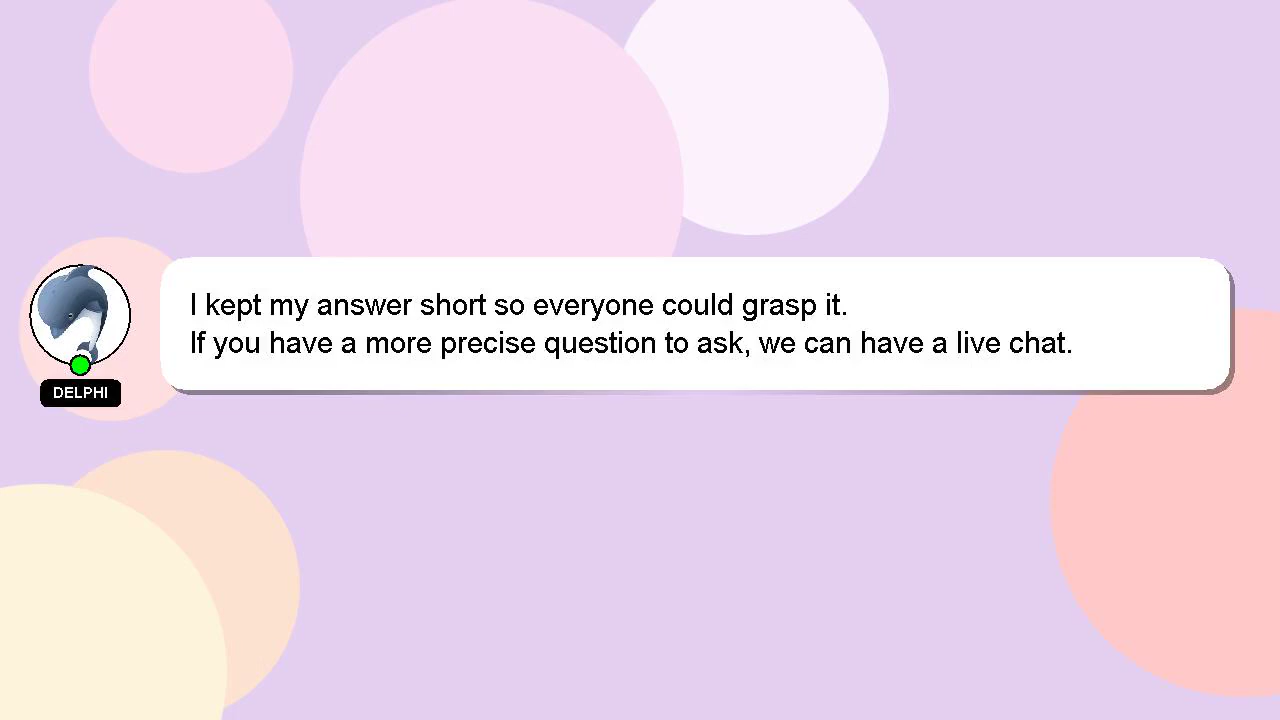 I kept my answer short so everyone could grasp it.
If you have a more precise question to ask, we can have a live chat.
DELPHI